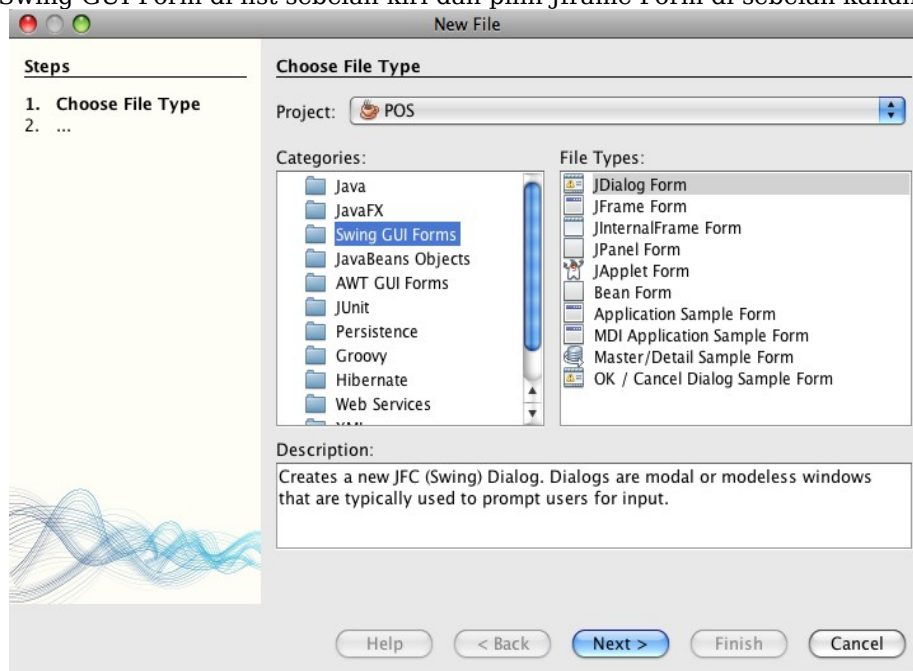 Swing GUI Form di list sebelah kiri dan pilih Jframe Form di sebelah kanan
New File
Steps
1. Choose File Type
2. ...
Choose File Type
Project: POS
Categories:
Java
JavaFX
Swing GUI Forms
JavaBeans Objects
AWT GUI Forms
JUnit
Persistence
Groovy
Hibernate
Web Services
File Types:
JDialog Form
JFrame Form
JInternalFrame Form
JPanel Form
JApplet Form
Bean Form
Application Sample Form
MDI Application Sample Form
Master/Detail Sample Form
OK / Cancel Dialog Sample Form
Description:
Creates a new JFC (Swing) Dialog. Dialogs are modal or modeless windows
that are typically used to prompt users for input.
Help
< Back
Next >
Finish
Cancel